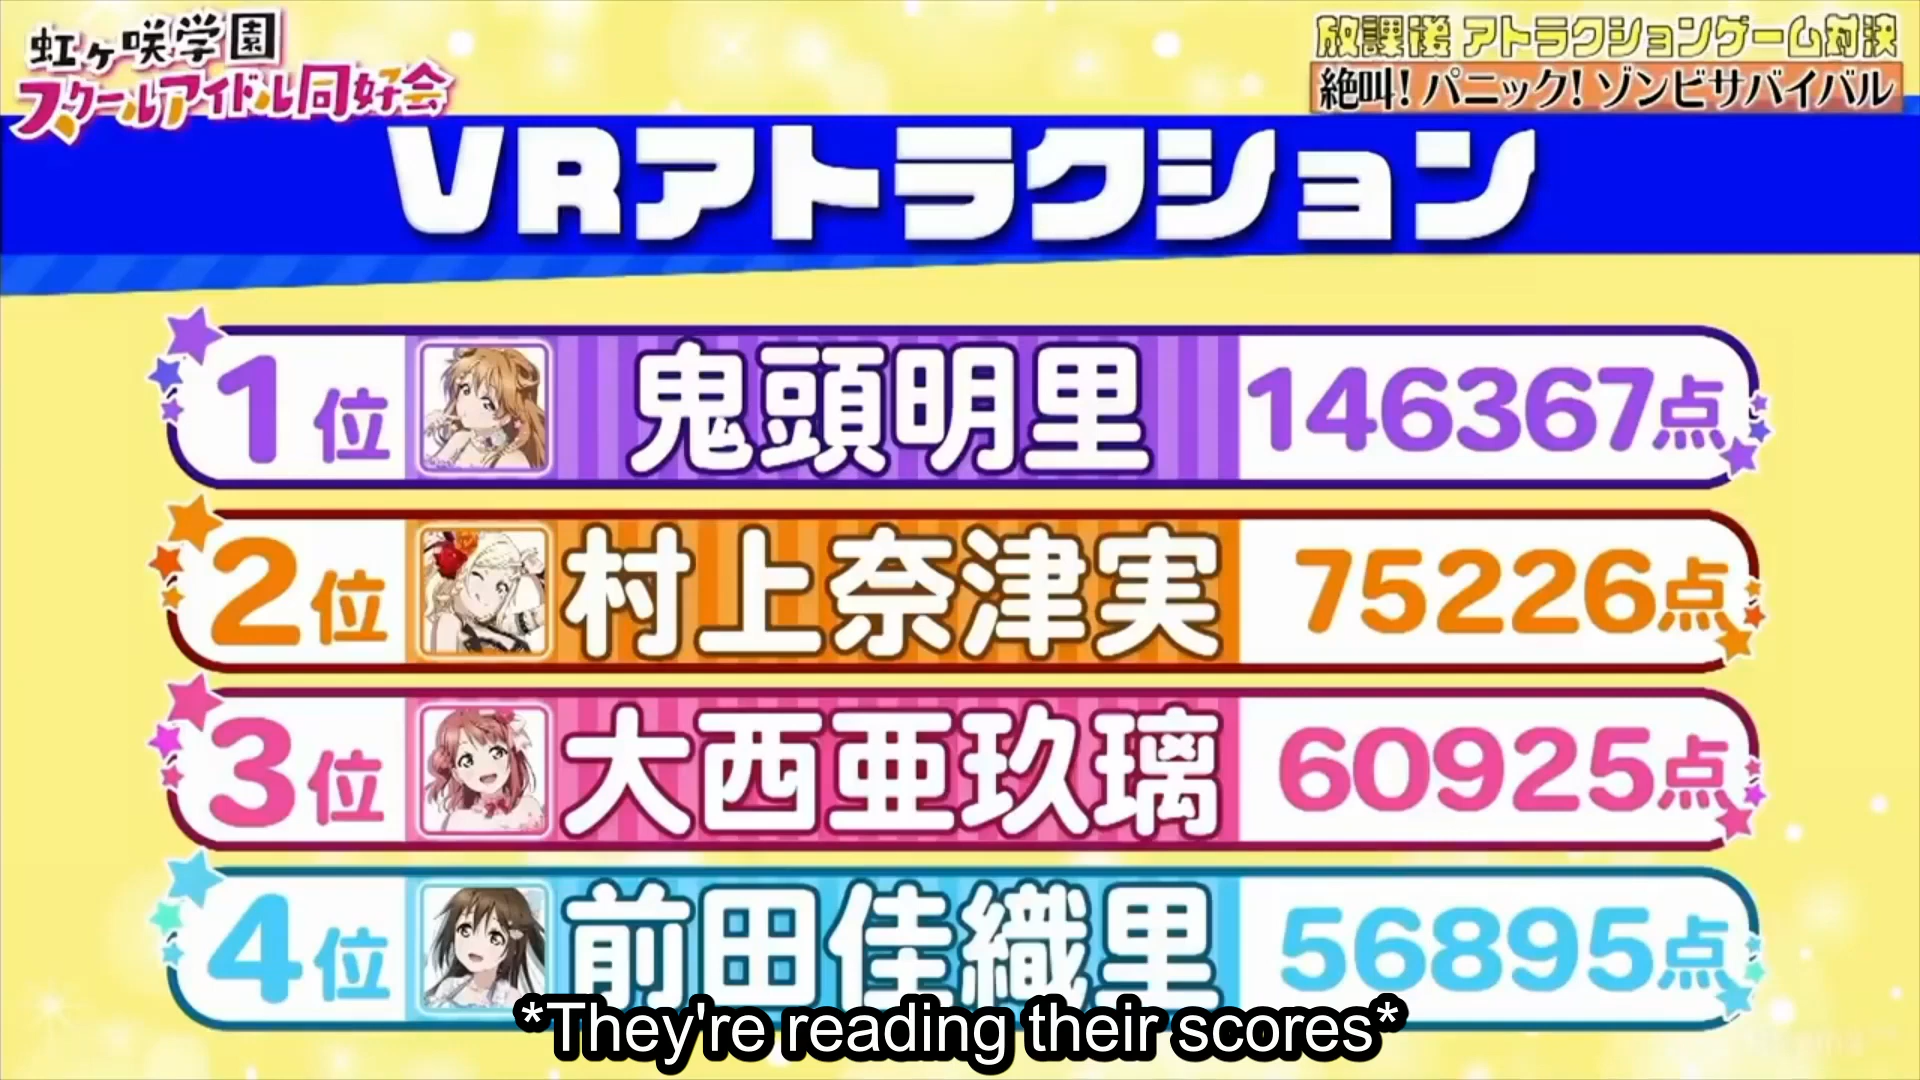 虹ヶ咲学園
スクールアイドル同好会
放課後 アトラクションゲーム対決
絶叫! パニック! ゾンビサバイバル
VRアトラクション
1位 鬼頭明里 146367点
2位 村上奈津実 75226点
3位 大西亜玖璃 60925点
4位 前田佳織里 56895点
*They're reading their scores*